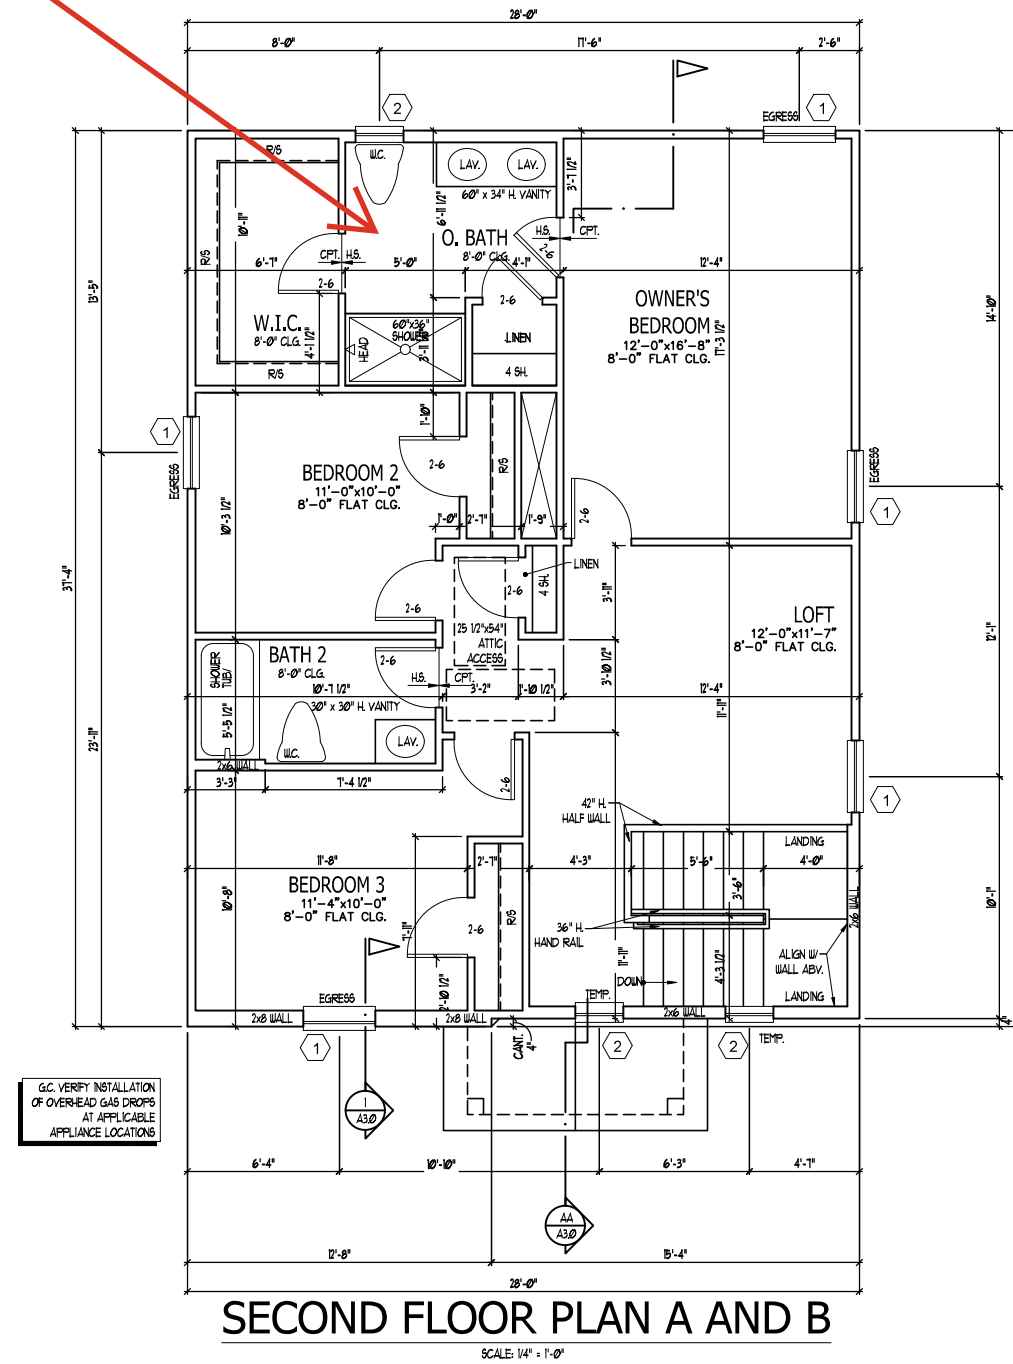 28'-0"
8'-0"
17'-6"
2'-6"
2
EGRESS
1
R/S
W.C.
LAV.
LAV.
60" x 34" H. VANITY
3'-7 1/2"
6'-11 1/2"
10'-11"
R/S
CPT. H.S.
O. BATH
8'-0" CLG.
H.S. CPT.
2-6
6'-7"
5'-0"
4'-1"
12'-4"
2-6
2-6
13'-5"
14'-10"
OWNER'S
BEDROOM
12'-0"x16'-8"
8'-0" FLAT CLG.
17'-3 1/2"
W.I.C.
8'-0" CLG.
4'-1 1/2"
60"x36"
SHOWER
HEAD
LINEN
4 SH.
R/S
1'-10"
1
EGRESS
EGRESS
1
BEDROOM 2
11'-0"x10'-0"
8'-0" FLAT CLG.
2-6
R/S
10'-3 1/2"
1'-0"
2'-7"
1'-9"
2-6
37'-4"
LINEN
4 SH.
2-6
2-6
3'-11"
25 1/2"x54"
ATTIC
ACCESS
LOFT
12'-0"x11'-7"
8'-0" FLAT CLG.
12'-1"
SHOWER
TUB/
BATH 2
8'-0" CLG.
2-6
H.S. CPT.
3'-10 1/2"
10'-7 1/2"
3'-2"
1'-10 1/2"
12'-4"
30" x 30" H. VANITY
5'-5 1/2"
11'-11"
W.C.
LAV.
23'-11"
2x6 WALL
3'-3"
7'-4 1/2"
2-6
1
42" H.
HALF WALL
LANDING
11'-8"
2'-7"
4'-3"
5'-6"
4'-0"
BEDROOM 3
11'-4"x10'-0"
8'-0" FLAT CLG.
10'-8"
3'-6"
2x6 WALL
10'-1"
7'-11"
2-6
R/S
36" H.
HAND RAIL
ALIGN W/
WALL ABV.
11'-11"
4'-3 1/2"
DOWN
2'-10 1/2"
EGRESS
TEMP.
LANDING
2x8 WALL
2x8 WALL
2x6 WALL
4"
1
CANT.
4"
2
2
TEMP.
G.C. VERIFY INSTALLATION
OF OVERHEAD GAS DROPS
AT APPLICABLE
APPLIANCE LOCATIONS
1
A3.0
6'-4"
10'-10"
6'-3"
4'-7"
AA
A3.0
12'-8"
15'-4"
28'-0"
SECOND FLOOR PLAN A AND B
SCALE: 1/4" = 1'-0"